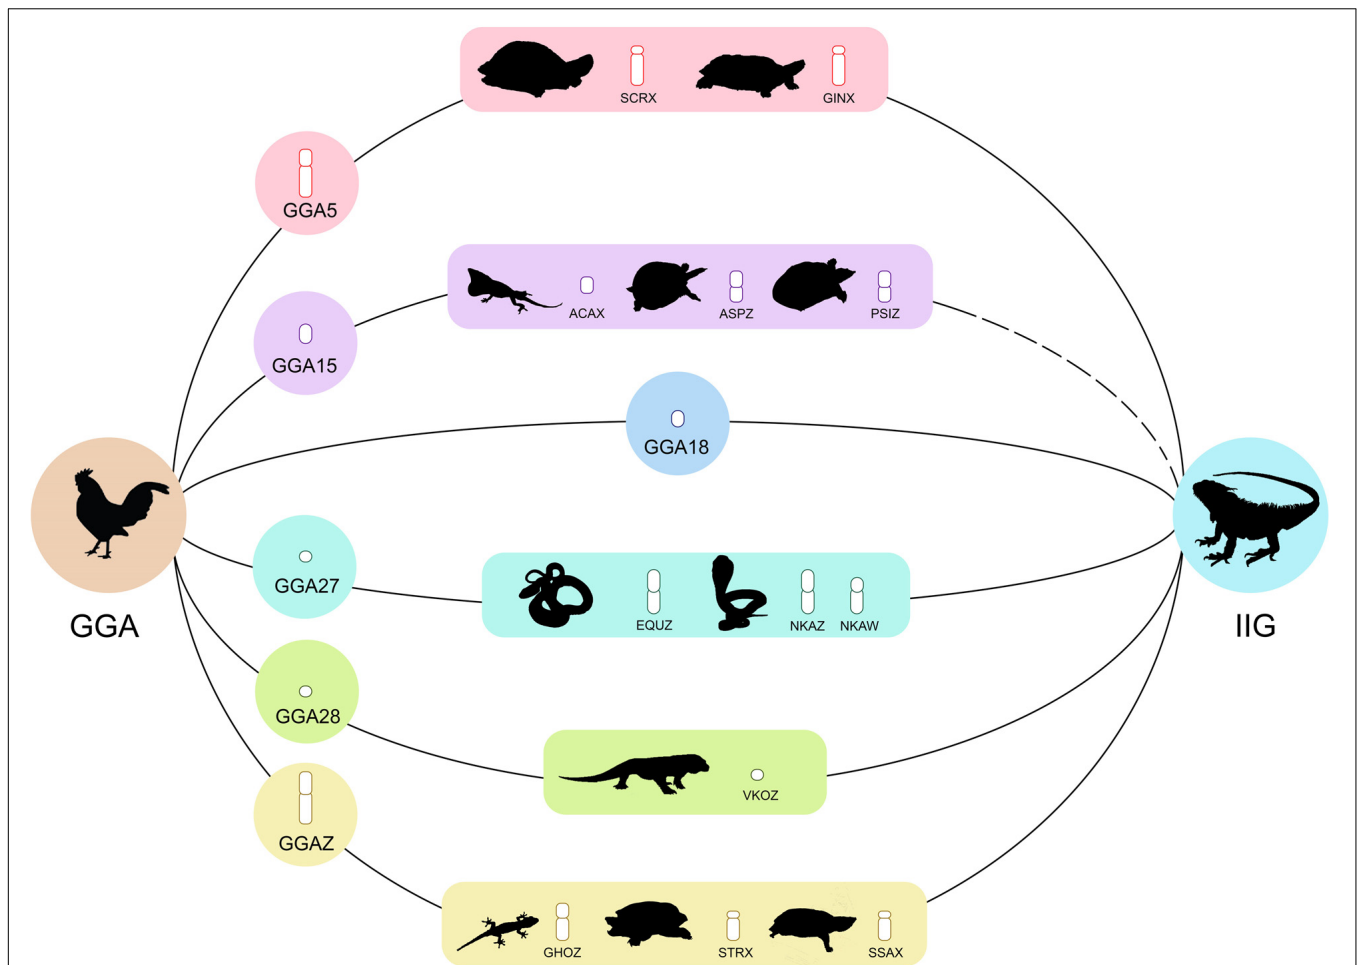 SCRX
GINX
GGA5
ACAX
ASPZ
PSIZ
GGA15
GGA18
GGA27
EQUZ
NKAZ
NKAW
GGA
IIG
GGA28
VKOZ
GGAZ
GHOZ
STRX
SSAX